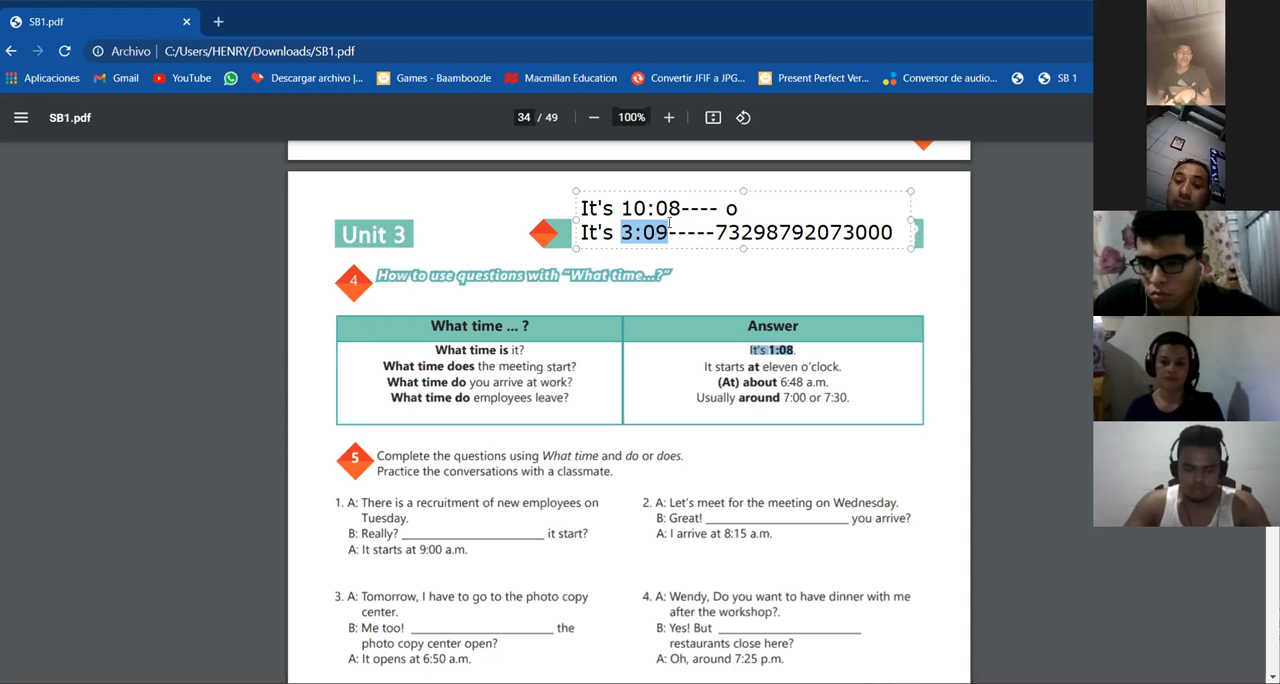 SB1.pdf
Archivo | C:/Users/HENRY/Downloads/SB1.pdf
Aplicaciones
Gmail
YouTube
Descargar archivo |...
Games - Baamboozle
Macmillan Education
Convertir JFIF a JPG...
Present Perfect Ver...
Conversor de audio...
SB 1
SB1.pdf
34 / 49
100%
It's 10:08---- o
It's 3:09-----73298792073000
Unit 3
?
4
How to use questions with “What time...?”
What time ... ?
Answer
What time is it?
It's 1:08.
What time does the meeting start?
It starts at eleven o’clock.
What time do you arrive at work?
(At) about 6:48 a.m.
What time do employees leave?
Usually around 7:00 or 7:30.
5
Complete the questions using What time and do or does.
Practice the conversations with a classmate.
1. A: There is a recruitment of new employees on
Tuesday.
B: Really? ____________________ it start?
A: It starts at 9:00 a.m.
2. A: Let’s meet for the meeting on Wednesday.
B: Great! ____________________ you arrive?
A: I arrive at 8:15 a.m.
3. A: Tomorrow, I have to go to the photo copy
center.
B: Me too! ____________________ the
photo copy center open?
A: It opens at 6:50 a.m.
4. A: Wendy, Do you want to have dinner with me
after the workshop?.
B: Yes! But ____________________
restaurants close here?
A: Oh, around 7:25 p.m.